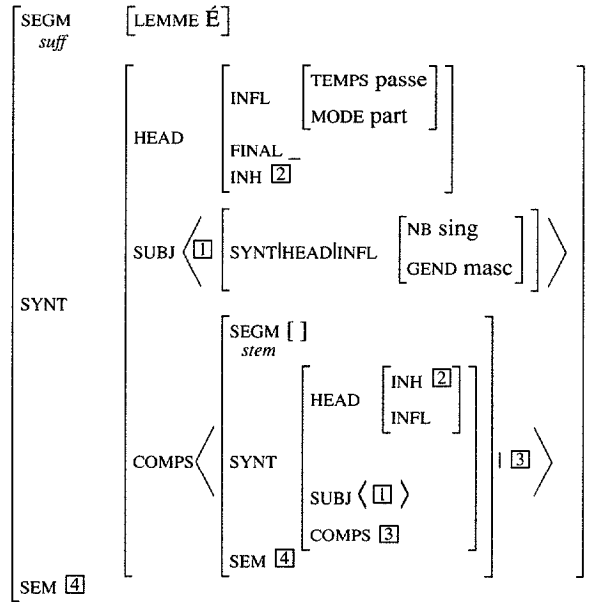 SEGM [LEMME É]
suff
TEMPS passe
INFL
MODE part
HEAD
FINAL _
INH 2
NB sing
SUBJ 1 SYNT|HEAD|INFL
GEND masc
SYNT
SEGM [ ]
stem
INH 2
HEAD
INFL
COMPS SYNT | 3
SUBJ 〈 1 〉
COMPS 3
SEM 4
SEM 4